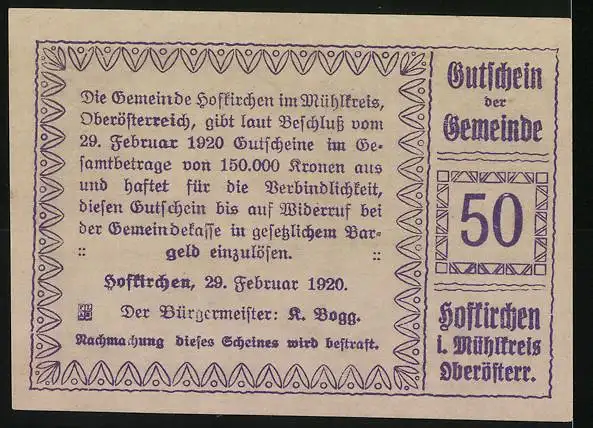 Die Gemeinde Hofkirchen im Mühlkreis,
Oberösterreich, gibt laut Beschluß vom
29. Februar 1920 Gutscheine im Ge-
samtbetrage von 150.000 Kronen aus
und haftet für die Verbindlichkeit,
diesen Gutschein bis auf Widerruf bei
der Gemeindekasse in gesetzlichem Bar-
:: geld einzulösen. ::
Hofkirchen, 29. Februar 1920.
Der Bürgermeister: K. Bogg.
Nachmachung dieses Scheines wird bestraft.
Gutschein
der
Gemeinde
50
Hofkirchen
i. Mühlkreis
Oberösterr.